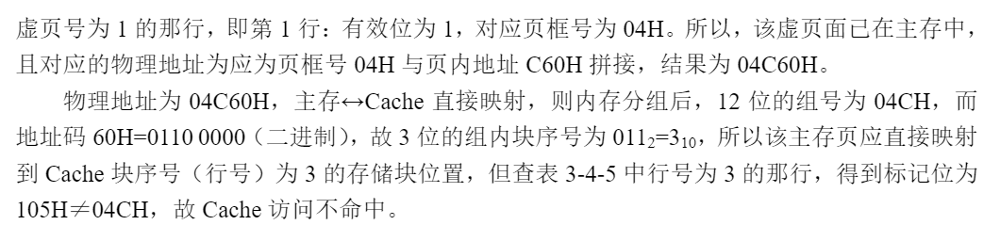 虚页号为 1 的那行，即第 1 行：有效位为 1，对应页框号为 04H。所以，该虚页面已在主存中，
且对应的物理地址为应为页框号 04H 与页内地址 C60H 拼接，结果为 04C60H。
物理地址为 04C60H，主存↔Cache 直接映射，则内存分组后，12 位的组号为 04CH，而
地址码 60H=0110 0000（二进制），故 3 位的组内块序号为 011₂=3₁₀，所以该主存页应直接映射
到 Cache 块序号（行号）为 3 的存储块位置，但查表 3-4-5 中行号为 3 的那行，得到标记位为
105H≠04CH，故 Cache 访问不命中。